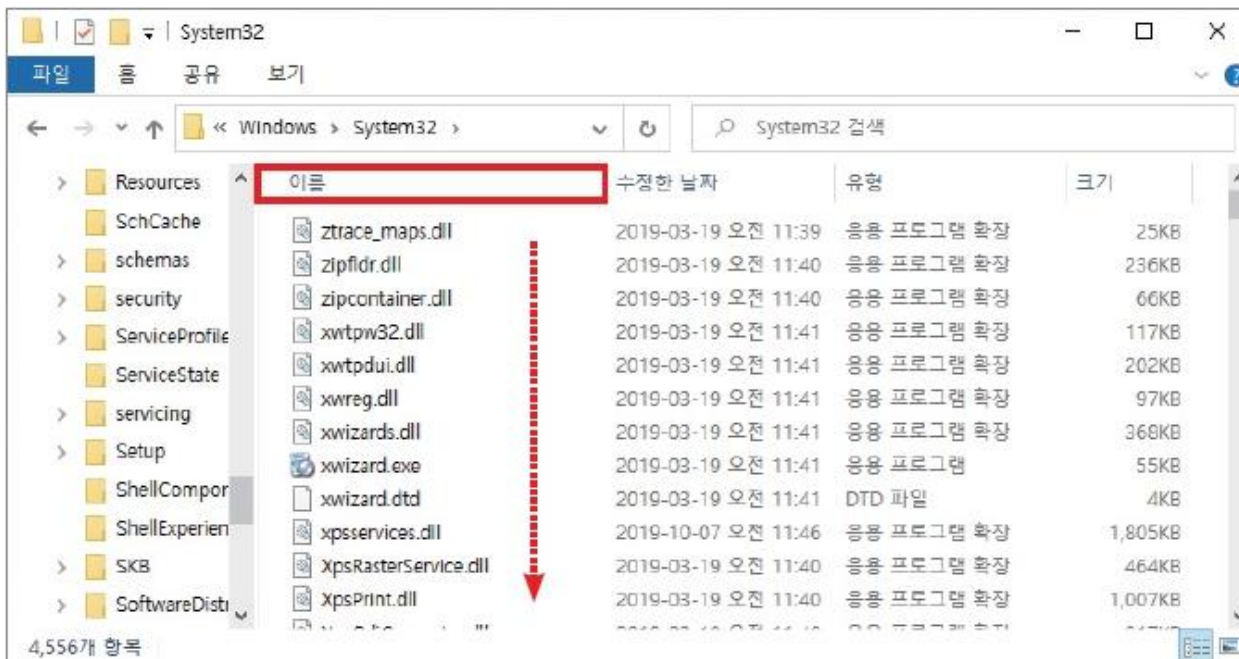 System32
파일 홈 공유 보기
« Windows > System32 >
System32 검색
Resources
SchCache
schemas
security
ServiceProfile
ServiceState
servicing
Setup
ShellCompor
ShellExperien
SKB
SoftwareDistr
이름 수정한 날짜 유형 크기
ztrace_maps.dll 2019-03-19 오전 11:39 응용 프로그램 확장 25KB
zipfldr.dll 2019-03-19 오전 11:40 응용 프로그램 확장 236KB
zipcontainer.dll 2019-03-19 오전 11:40 응용 프로그램 확장 66KB
xwtpw32.dll 2019-03-19 오전 11:41 응용 프로그램 확장 117KB
xwtpdui.dll 2019-03-19 오전 11:41 응용 프로그램 확장 202KB
xwreg.dll 2019-03-19 오전 11:41 응용 프로그램 확장 97KB
xwizards.dll 2019-03-19 오전 11:41 응용 프로그램 확장 368KB
xwizard.exe 2019-03-19 오전 11:41 응용 프로그램 55KB
xwizard.dtd 2019-03-19 오전 11:41 DTD 파일 4KB
xpsservices.dll 2019-10-07 오전 11:46 응용 프로그램 확장 1,805KB
XpsRasterService.dll 2019-03-19 오전 11:40 응용 프로그램 확장 464KB
XpsPrint.dll 2019-03-19 오전 11:40 응용 프로그램 확장 1,007KB
4,556개 항목